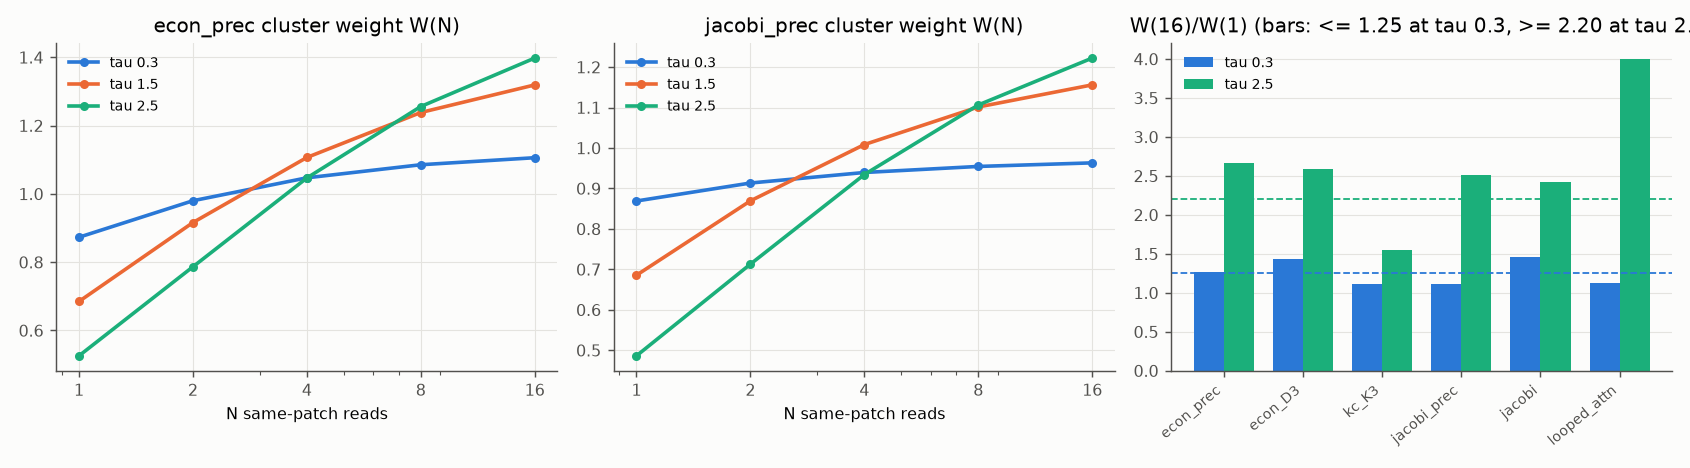 econ_prec cluster weight W(N)
tau 0.3
tau 1.5
tau 2.5
1.4
1.2
1.0
0.8
0.6
1 2 4 8 16
N same-patch reads
jacobi_prec cluster weight W(N)
tau 0.3
tau 1.5
tau 2.5
1.2
1.1
1.0
0.9
0.8
0.7
0.6
0.5
1 2 4 8 16
N same-patch reads
W(16)/W(1) (bars: <= 1.25 at tau 0.3, >= 2.20 at tau 2.
tau 0.3
tau 2.5
4.0
3.5
3.0
2.5
2.0
1.5
1.0
0.5
0.0
econ_prec
econ_D3
kc_K3
jacobi_prec
jacobi
looped_attn